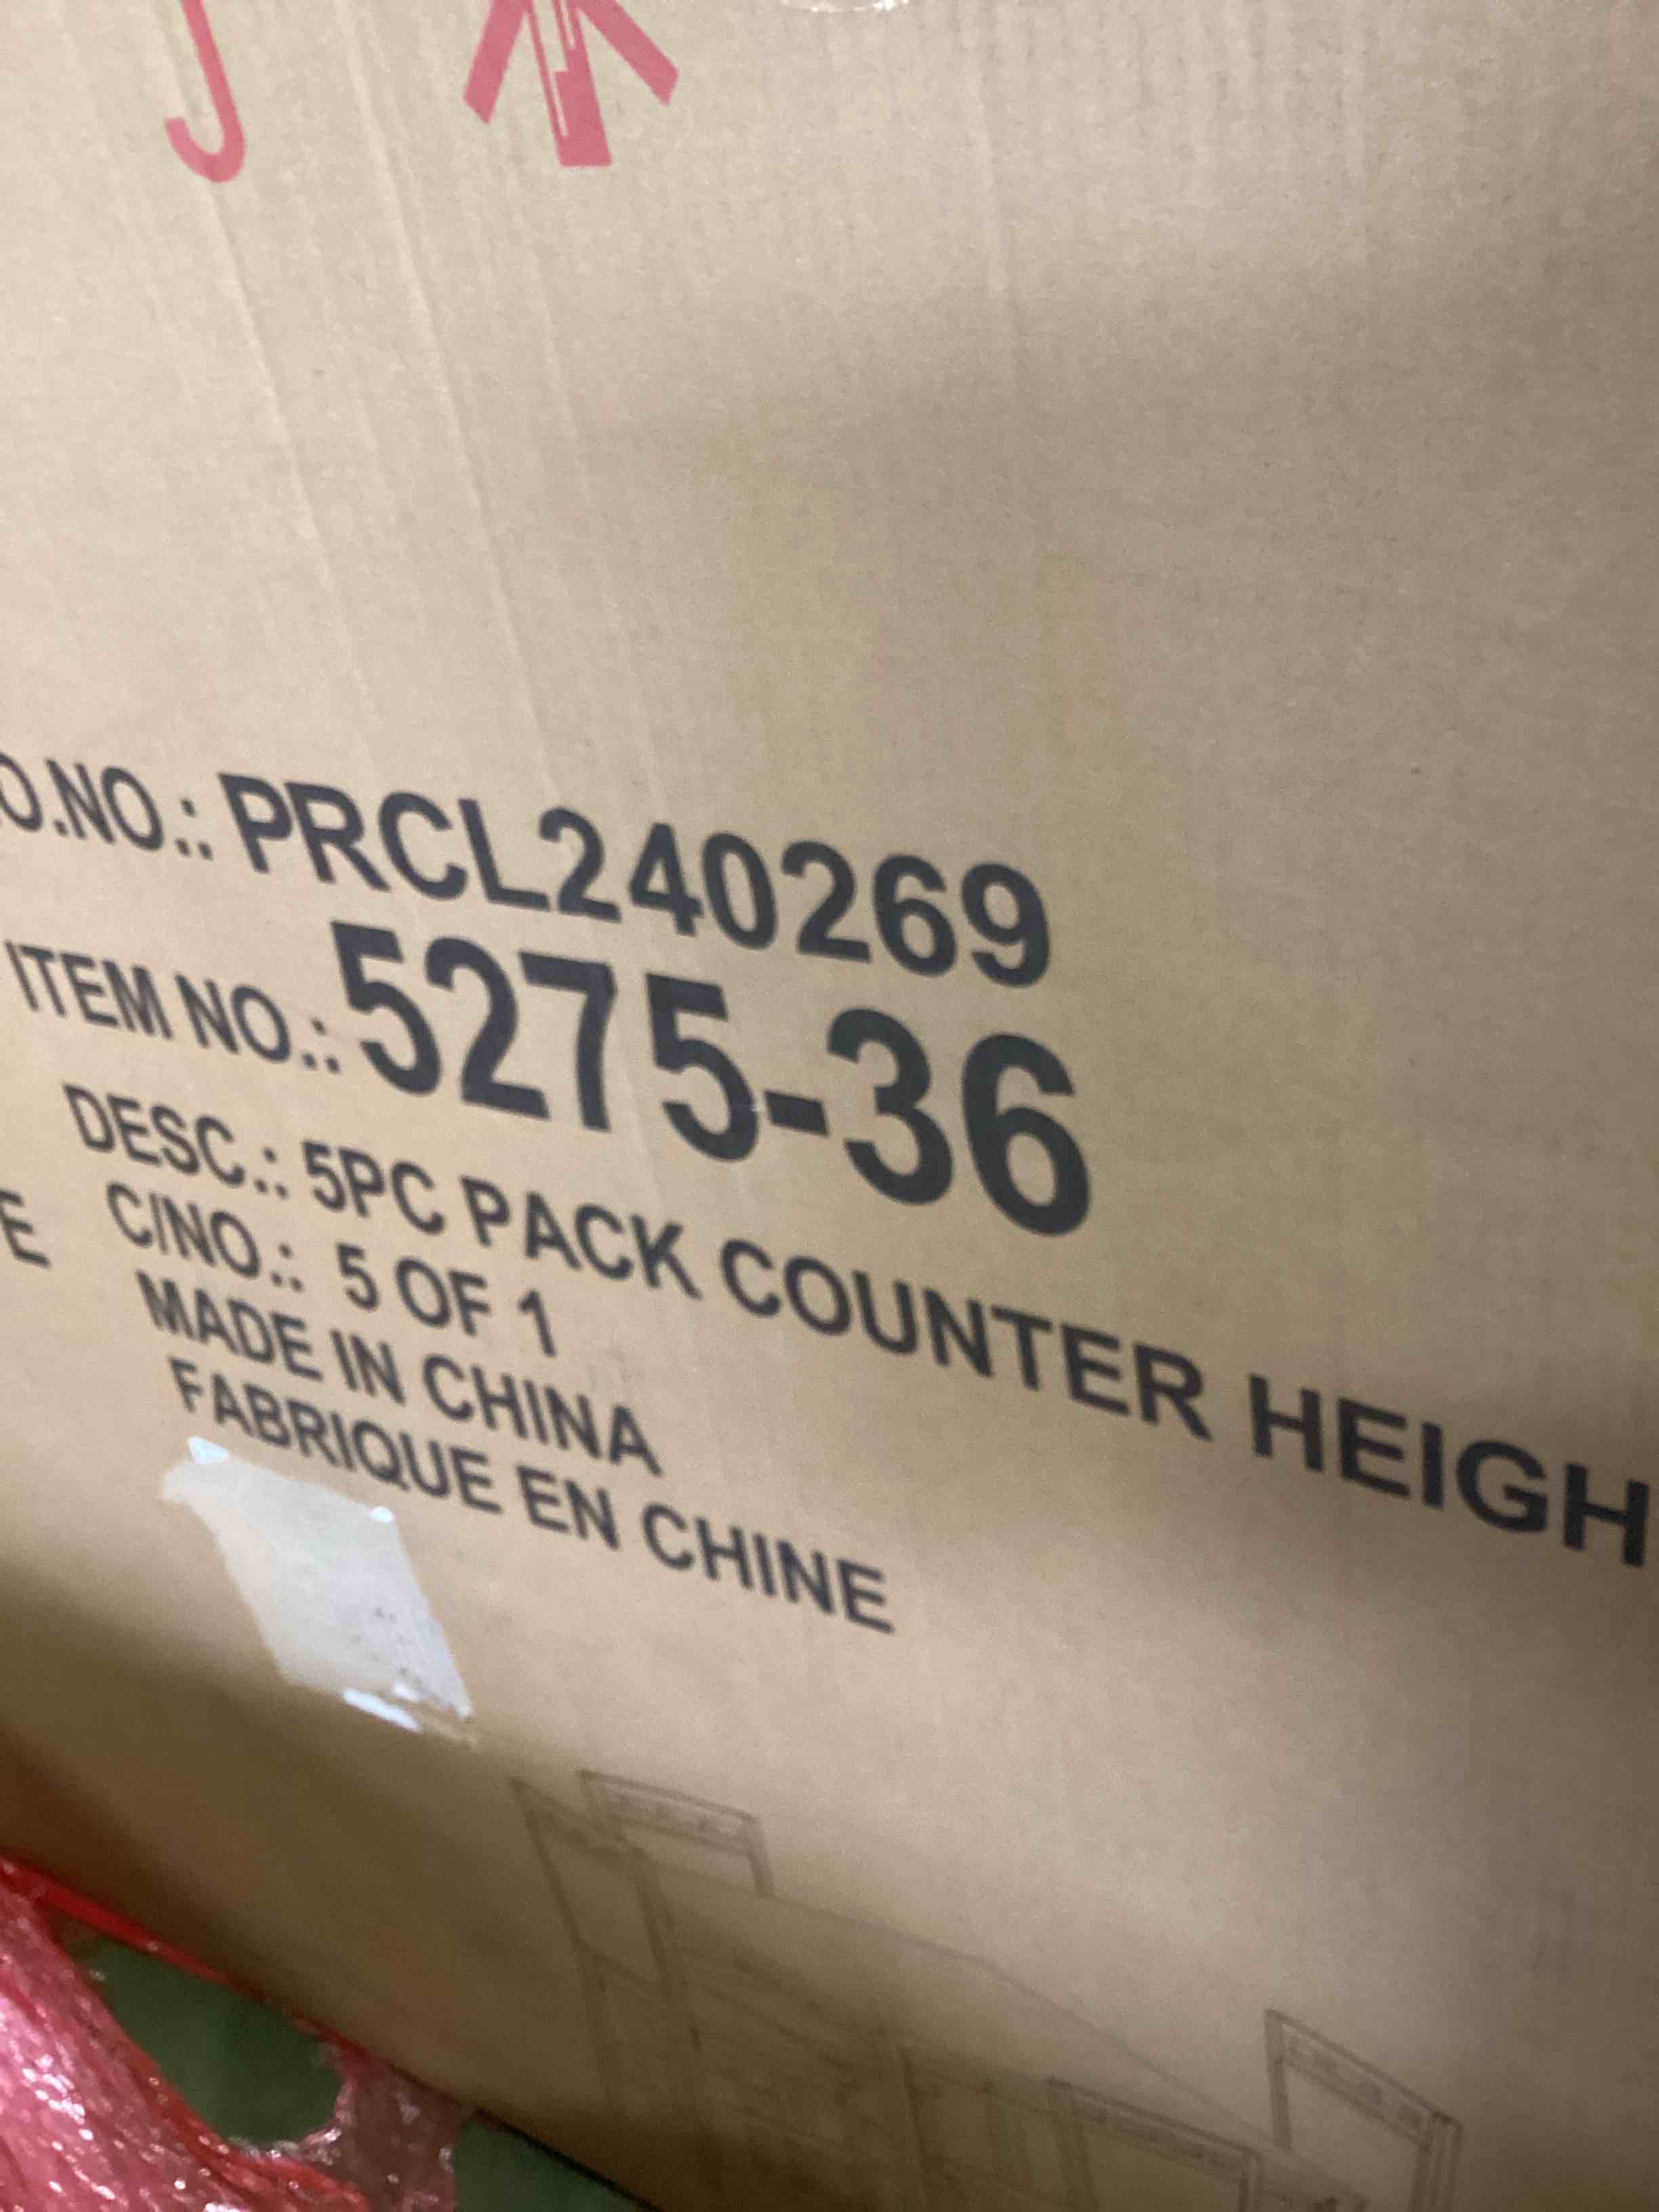 O.NO.: PRCL240269
ITEM NO.: 5275-36
DESC.: 5PC PACK COUNTER HEIGH
E C/NO.: 5 OF 1
MADE IN CHINA
FABRIQUE EN CHINE